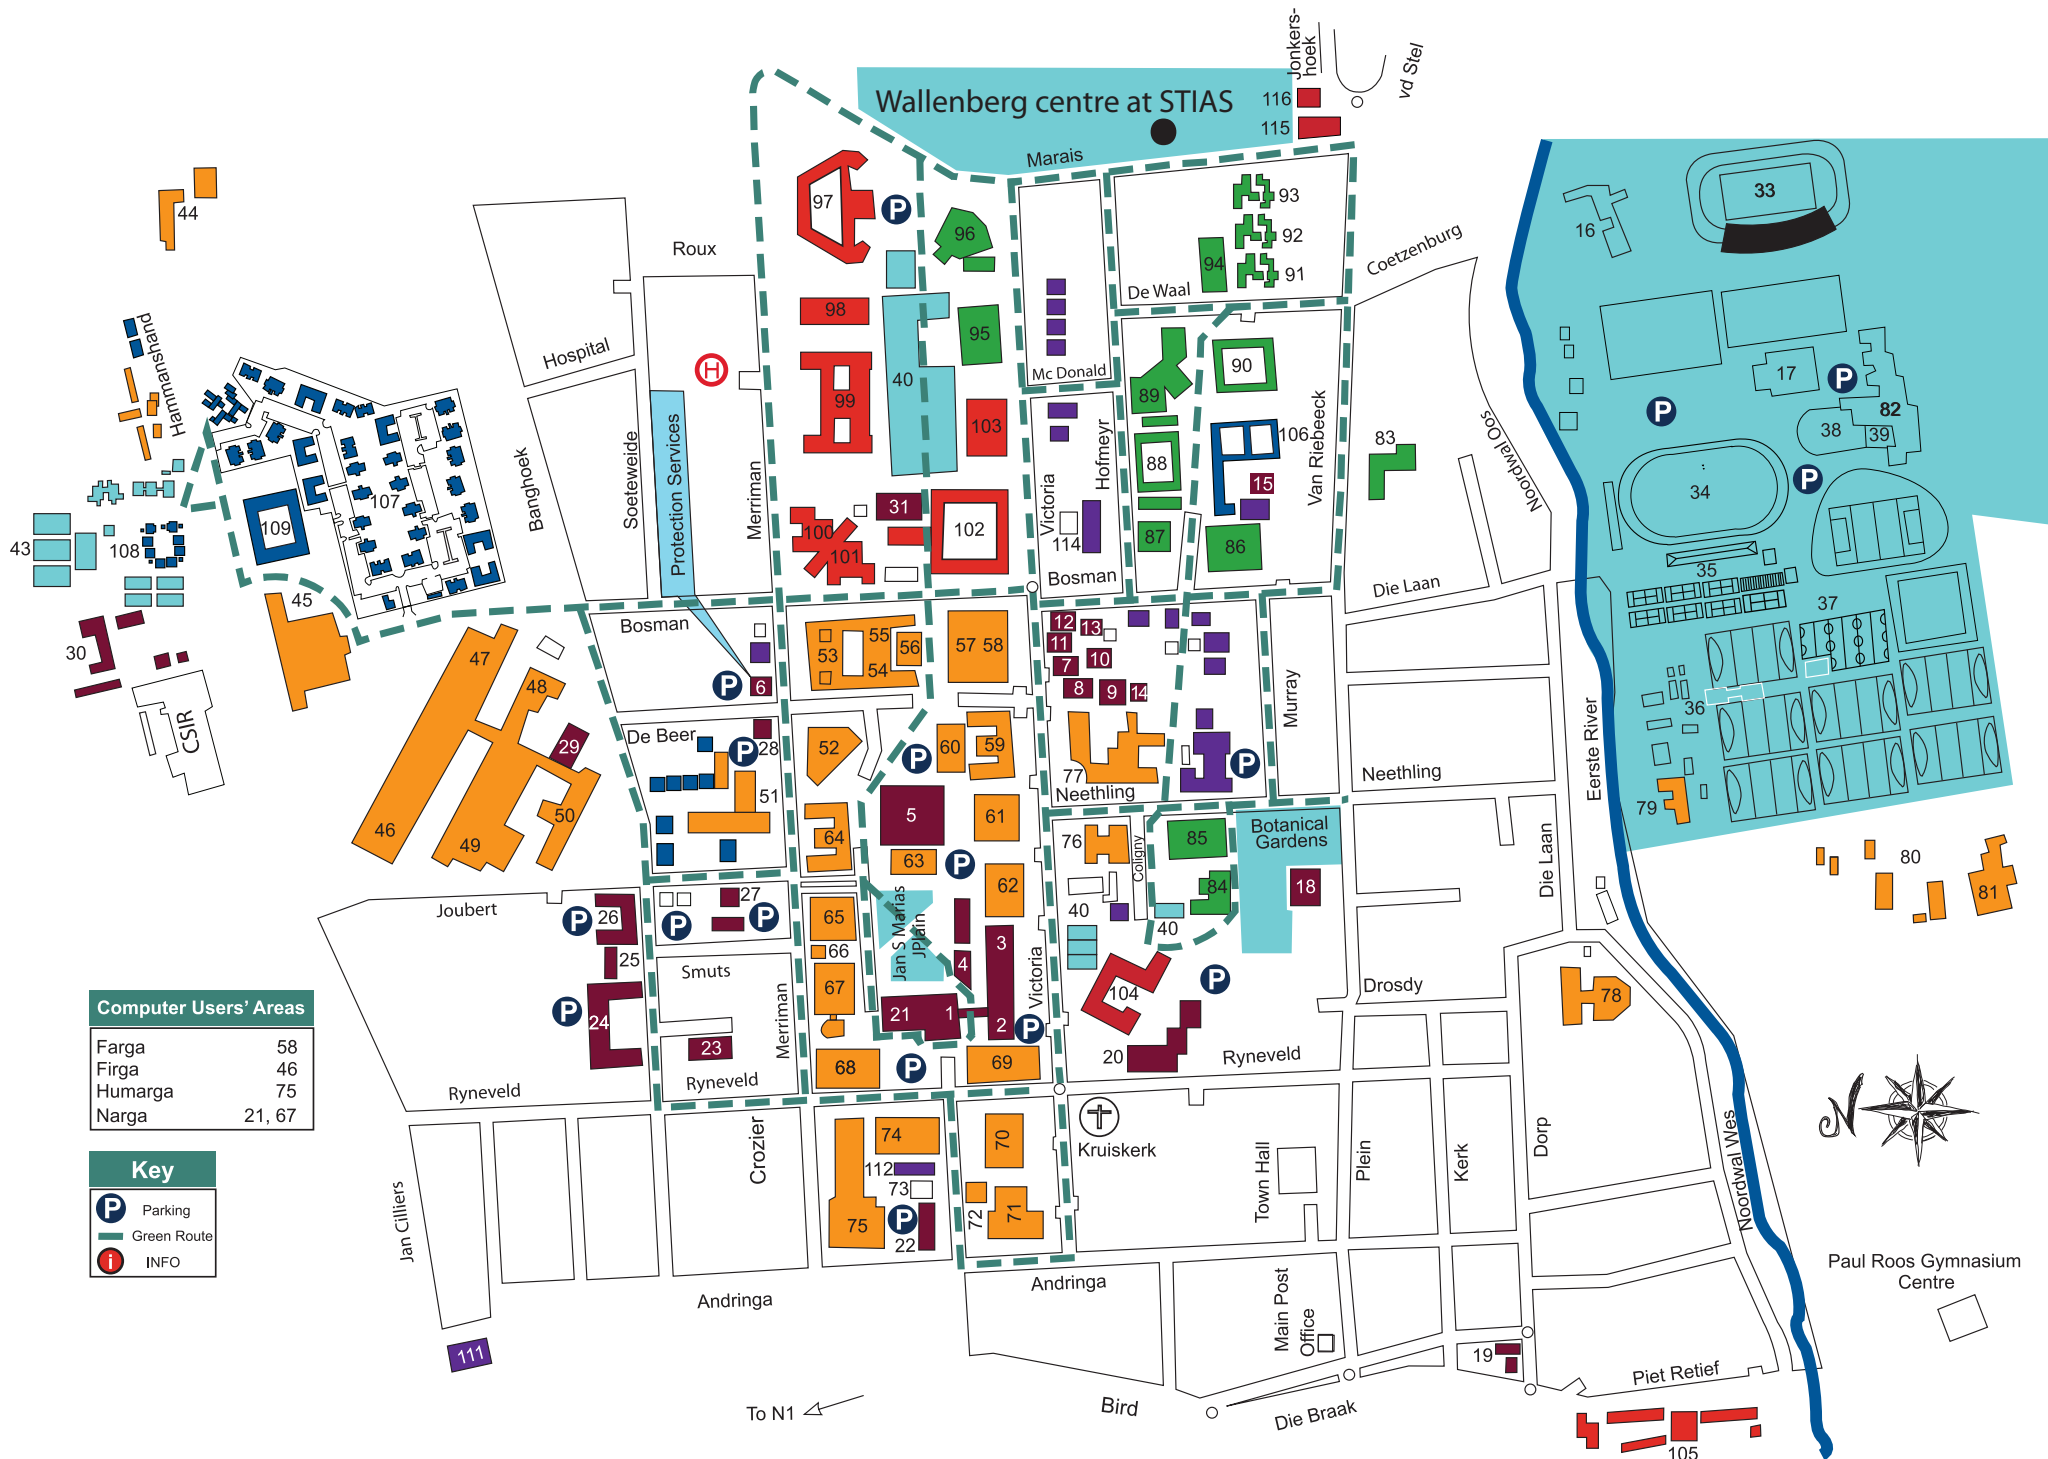 Jonkers-
hoek
vd Stel
Wallenberg centre at STIAS
116
115
Marais
44
97
P
96
93
92
94
91
De Waal
Coetzenburg
16
33
Roux
Hospital
H
98
95
40
99
103
Mc Donald
89
90
88
106
15
Van Riebeeck
83
Noordwal Oos
17
P
P
82
38
39
34
P
Hammanshand
107
109
108
43
45
30
CSIR
Banghoek
Soeteweide
Protection Services
Merriman
31
100
101
102
Victoria
Hofmeyr
114
87
86
Bosman
Die Laan
35
37
36
Bosman
P
6
53
55
54
56
57
58
12
13
11
7
10
8
9
14
Murray
47
48
29
46
49
50
De Beer
P
28
51
52
P
60
59
77
P
Neethling
Neethling
Eerste River
79
80
81
5
61
64
63
P
62
76
Coligny
85
Botanical
Gardens
84
18
40
40
Die Laan
Joubert
P
26
25
P
24
27
P
P
Smuts
23
Ryneveld
Merriman
65
66
67
68
Jan S Marias
JPlain
3
4
21
1
2
P
Victoria
P
69
104
P
20
Ryneveld
Drosdy
78
Computer Users' Areas
Farga 58
Firga 46
Humarga 75
Narga 21, 67
Ryneveld
Key
P Parking
Green Route
i INFO
Jan Cilliers
Crozier
74
112
73
P
22
75
70
72
71
Kruiskerk
Town Hall
Plein
Kerk
Dorp
Noordwal Wes
N
Paul Roos Gymnasium
Centre
Andringa
Andringa
Main Post
Office
111
To N1
Bird
Die Braak
19
Piet Retief
105